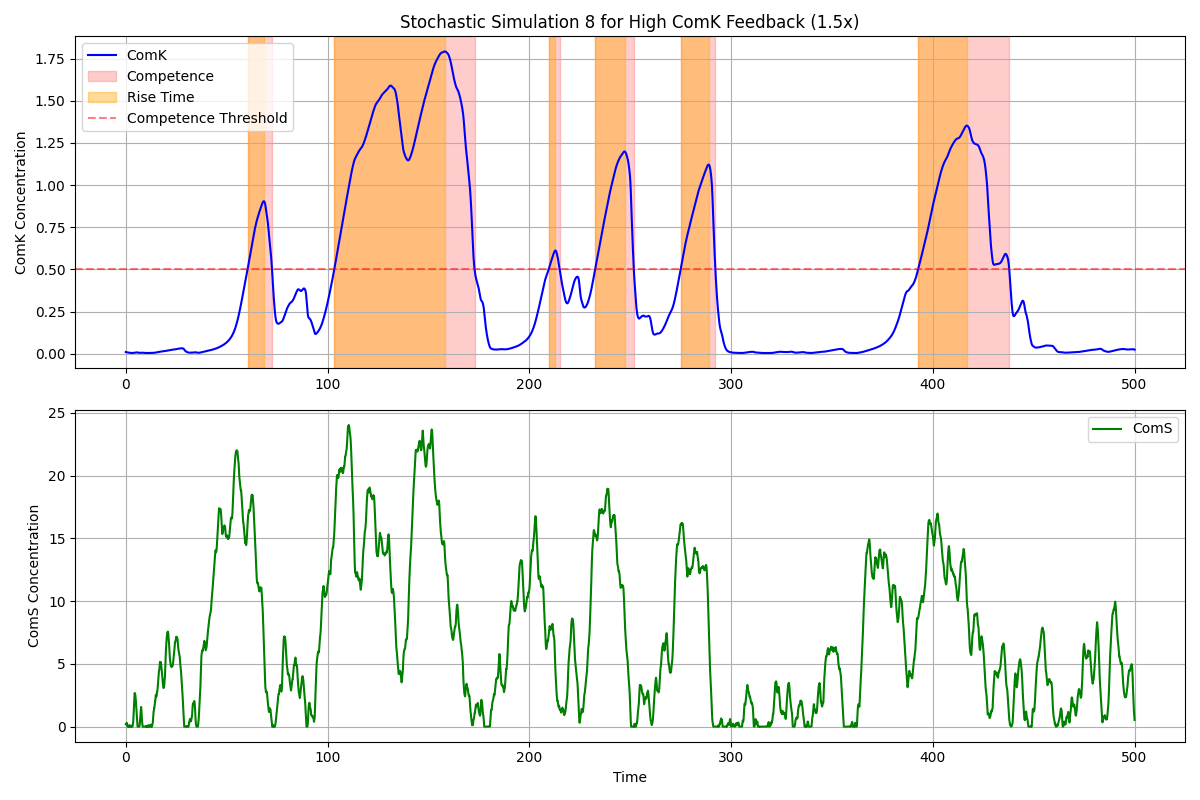 Stochastic Simulation 8 for High ComK Feedback (1.5x)
ComK Concentration
1.75
1.50
1.25
1.00
0.75
0.50
0.25
0.00
ComK
Competence
Rise Time
Competence Threshold
0
100
200
300
400
500
ComS Concentration
25
20
15
10
5
0
ComS
0
100
200
300
400
500
Time